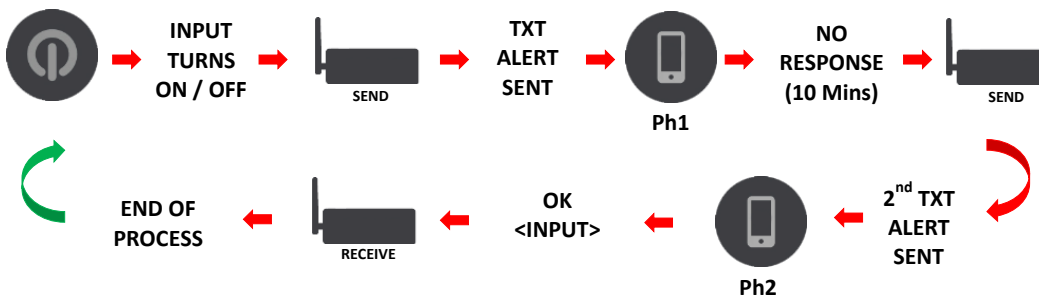 INPUT
TURNS
ON / OFF
SEND
TXT
ALERT
SENT
Ph1
NO
RESPONSE
(10 Mins)
SEND
2nd TXT
ALERT
SENT
Ph2
OK
<INPUT>
RECEIVE
END OF
PROCESS